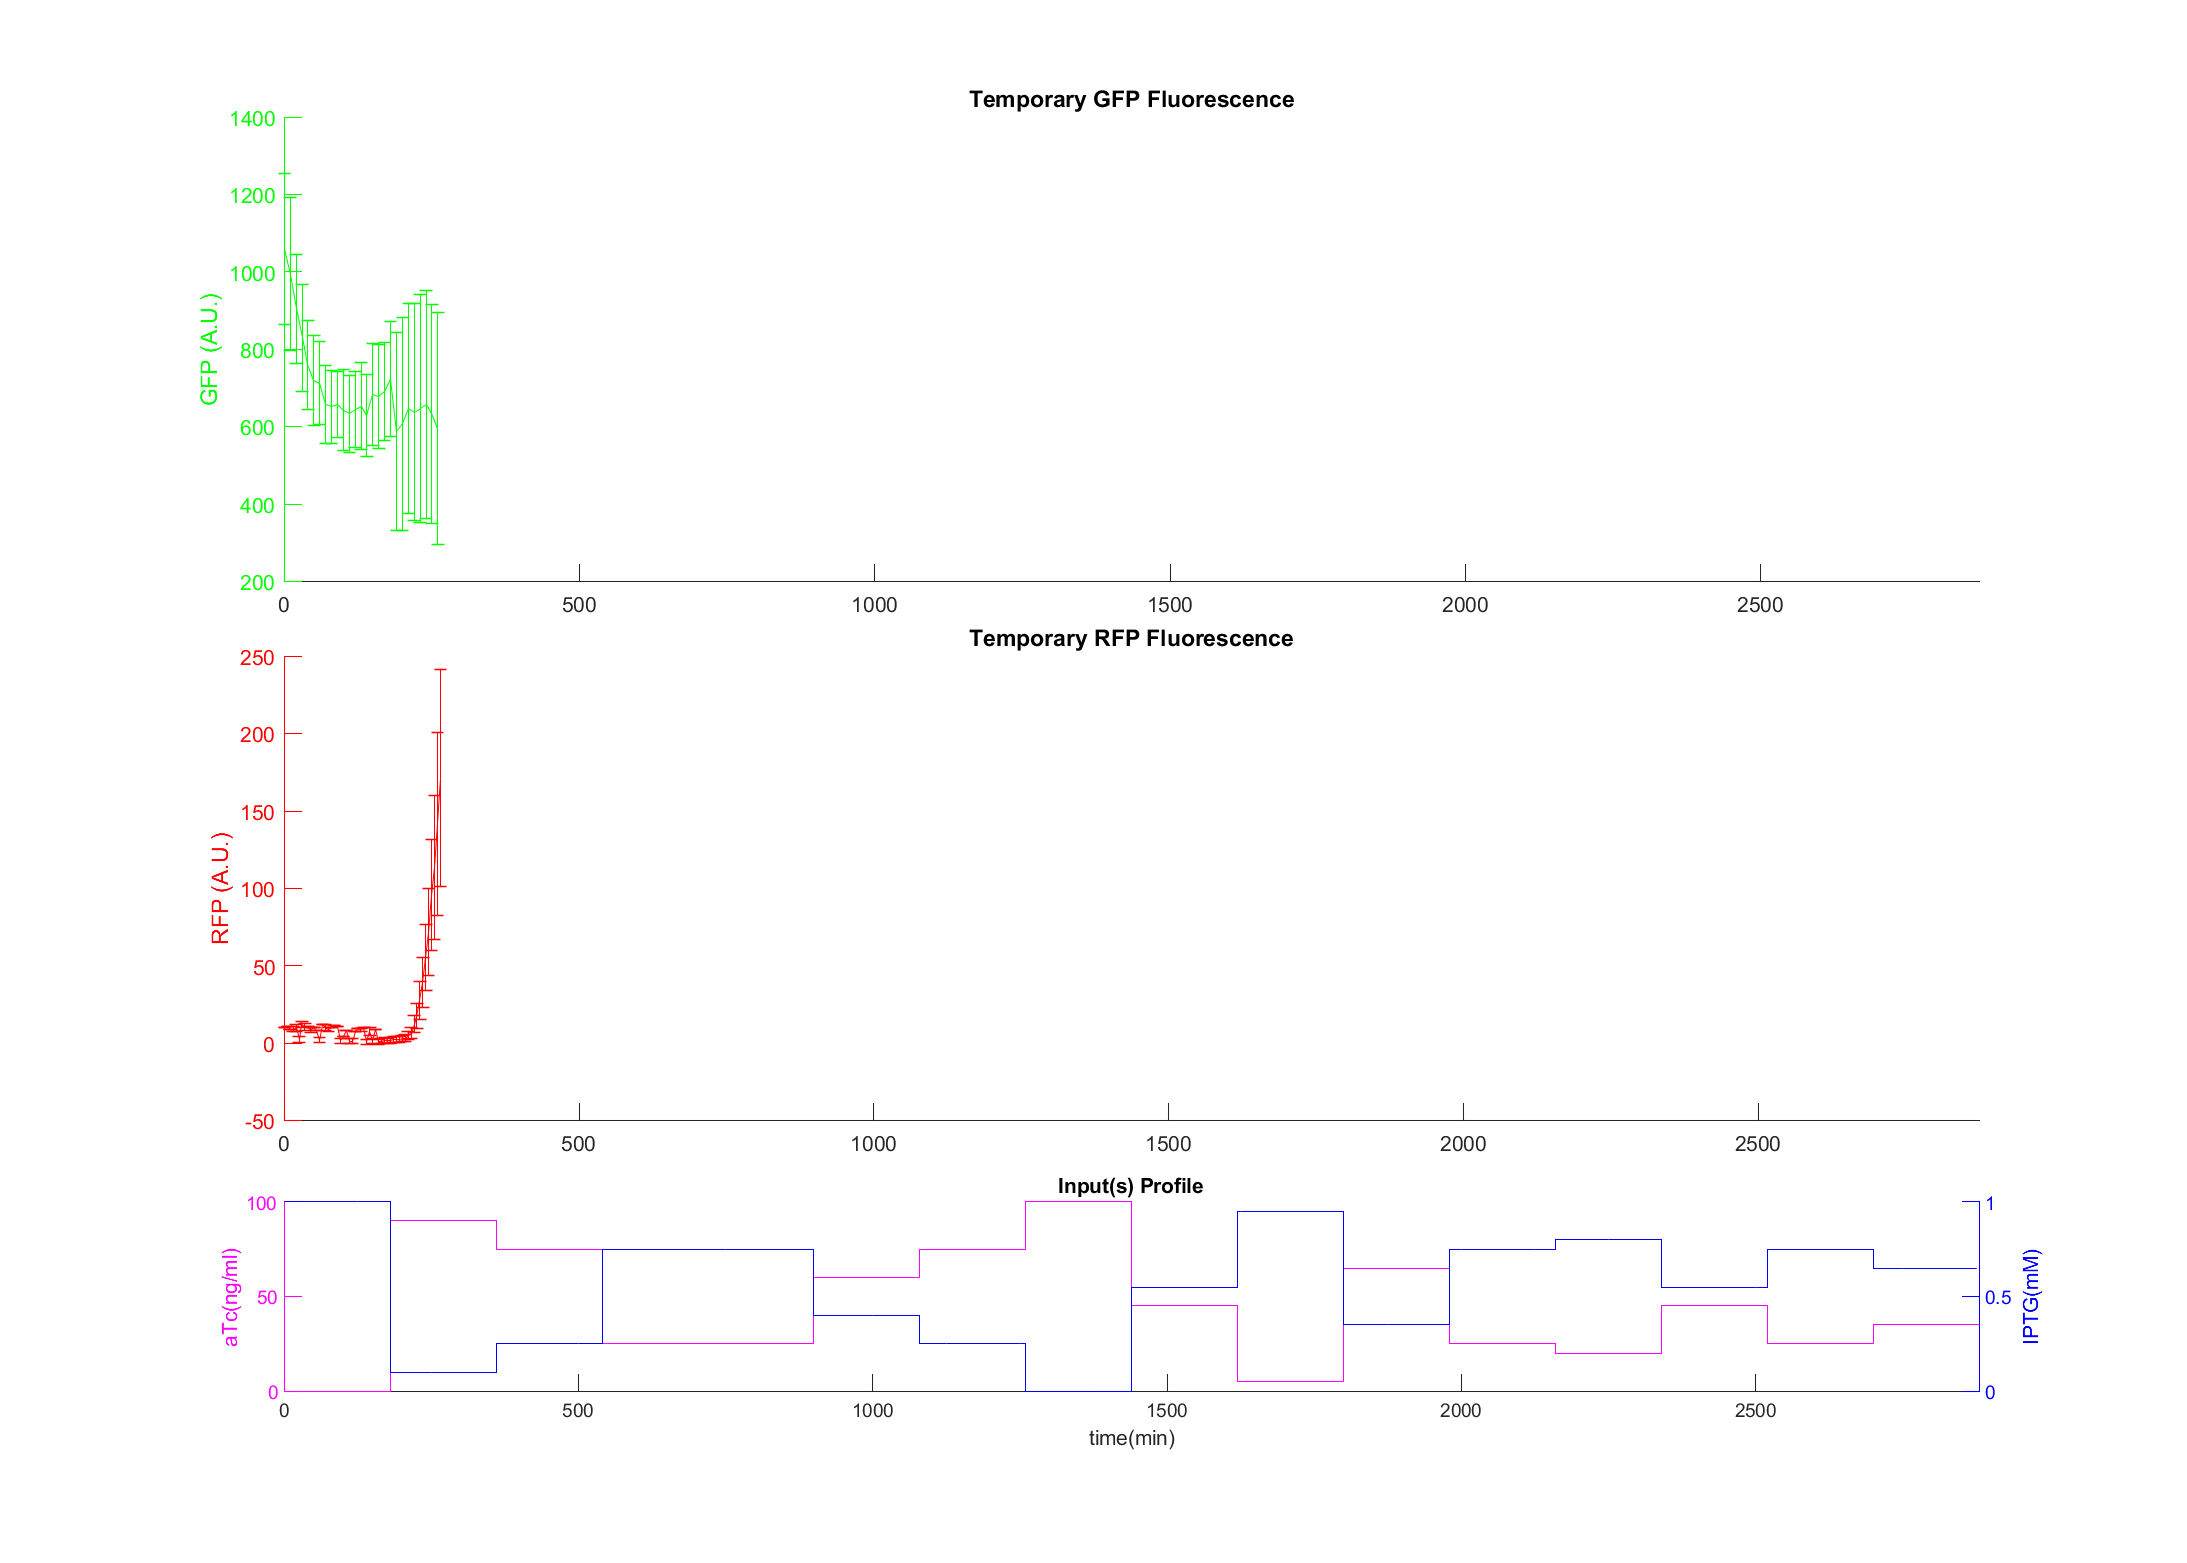 Temporary GFP Fluorescence
1400
1200
1000
800
600
400
200
GFP (A.U.)
0 500 1000 1500 2000 2500
Temporary RFP Fluorescence
250
200
150
100
50
0
-50
RFP (A.U.)
0 500 1000 1500 2000 2500
Input(s) Profile
100
50
0
aTc(ng/ml)
1
0.5
0
IPTG(mM)
0 500 1000 1500 2000 2500
time(min)